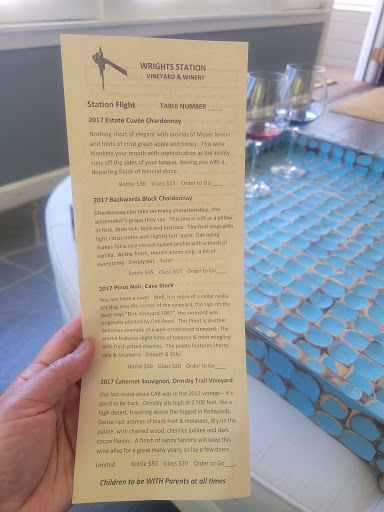 WRIGHTS STATION
VINEYARD & WINERY
Station Flight TABLE NUMBER ____
2017 Estate Cuvée Chardonnay
Nothing short of elegant with aromas of Meyer lemon
and hints of crisp green apple and honey. This wine
blankets your mouth with sophistication as the acidity
runs off the sides of your tongue, leaving you with a
departing finish of mineral stone.
Bottle $30 Glass $15 Order to Go____
2017 Backwards Block Chardonnay
Chardonnay can take on many characteristics...the
winemaker's grape they say. This one is soft as a pillow
at first, then rich, bold and luscious. The fruit sings with
light citrus notes and slightly tart apple. Oak aging
makes for a nice curved-spiked profile with a touch of
vanilla. At the finish, there's a lime zing - a bit of
everything. Simply put... Yum!
Bottle $35 Glass $15 Order to Go____
2017 Pinot Noir, Cave Block
Yes, we have a cave! Well, it is more of a cellar really.
It's dug into the center of the vineyard, the sign on the
door says "Dirk Vineyard 1987", the vineyard was
originally planted by Dirk Reed. This Pinot is another
delicious example of a well-established vineyard. The
aroma features slight hints of tobacco & mint mingling
with fresh pitted cherries. The palate features cherry,
cola & raspberry. Smooth & Silky.
Bottle $50 Glass $20 Order to Go____
2017 Cabernet Sauvignon, Ormsby Trail Vineyard
Our last stand-alone CAB was in the 2012 vintage – It's
good to be back. Ormsby sits high at 2,500 feet, like a
high desert, towering above the fogged in Redwoods.
Dense ripe aromas of black fruit & molasses, dry on the
palate, with charred wood, cherries jubilee and dark
cocoa flavors. A finish of sandy tannins will keep this
wine alive for a great many years, so lay a few down.
Limited Bottle $50 Glass $20 Order to Go____
Children to be WITH Parents at all times